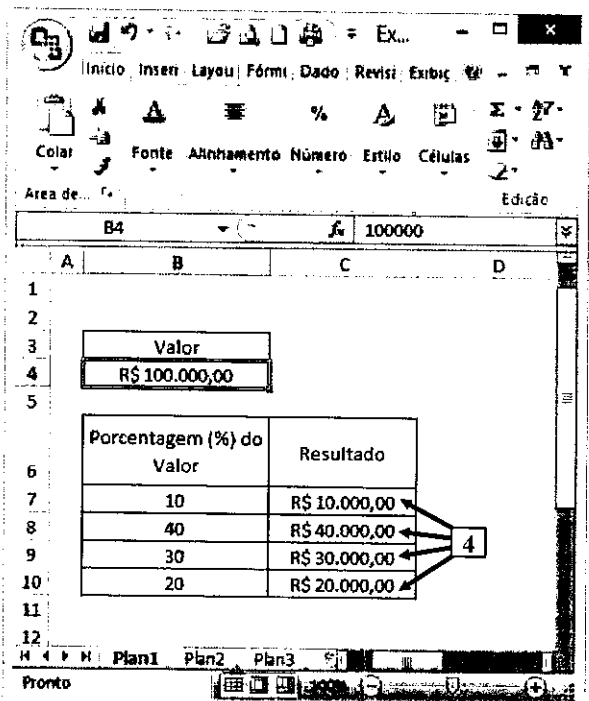 Ex...
Início Inseri Layou Fórmu Dado Revisi Exibiç
%
Σ
Colar Fonte Alinhamento Número Estilo Células
Área de... Edição
B4 fx 100000
A B C D
1
2
3 Valor
4 R$ 100.000,00
5
6 Porcentagem (%) do Valor Resultado
7 10 R$ 10.000,00
8 40 R$ 40.000,00
9 30 R$ 30.000,00
10 20 R$ 20.000,00
4
11
12
Plan1 Plan2 Plan3
Pronto